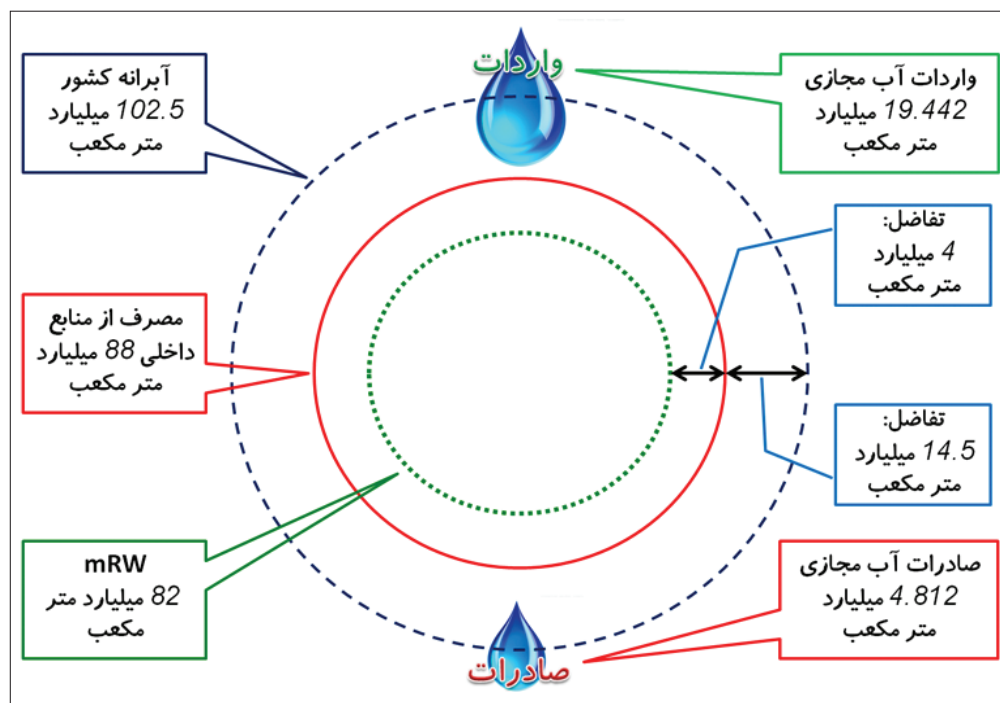 واردات
واردات آب مجازی
19.442 میلیارد
متر مکعب
آبرانه کشور
102.5 میلیارد
متر مکعب
تفاضل:
4 میلیارد
متر مکعب
مصرف از منابع
داخلی 88 میلیارد
متر مکعب
تفاضل:
14.5 میلیارد
متر مکعب
صادرات آب مجازی
4.812 میلیارد
متر مکعب
mRW
82 میلیارد متر
مکعب
صادرات